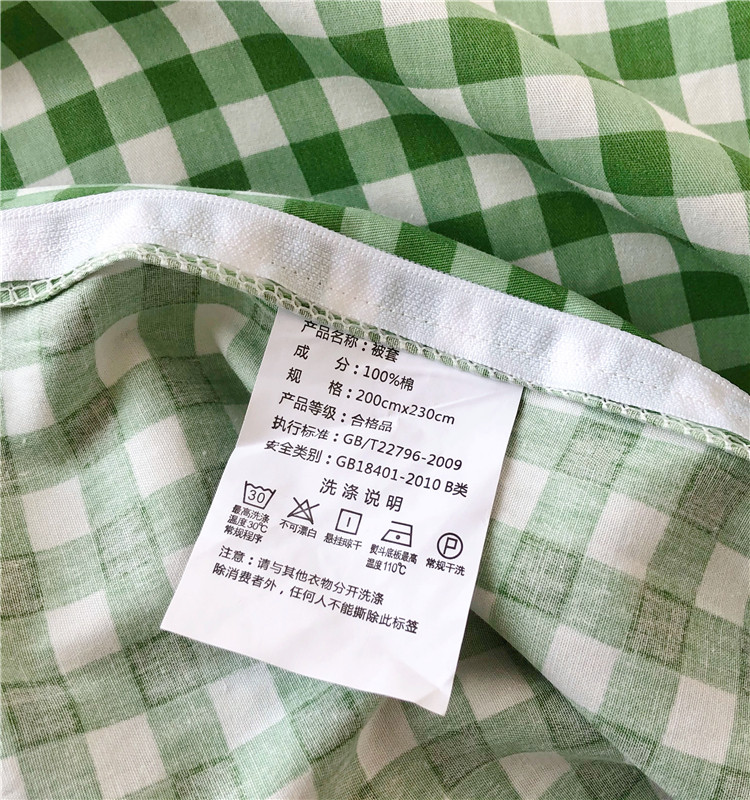 产品名称：被套
成 分：100%棉
规 格：200cmx230cm
产品等级：合格品
执行标准：GB/T22796-2009
安全类别：GB18401-2010 B类
洗涤说明
30
P
最高洗涤
温度30℃
常规程序
不可漂白
悬挂晾干
熨斗底板最高
温度110℃
常规干洗
注意：请与其他衣物分开洗涤
除消费者外，任何人不能撕除此标签